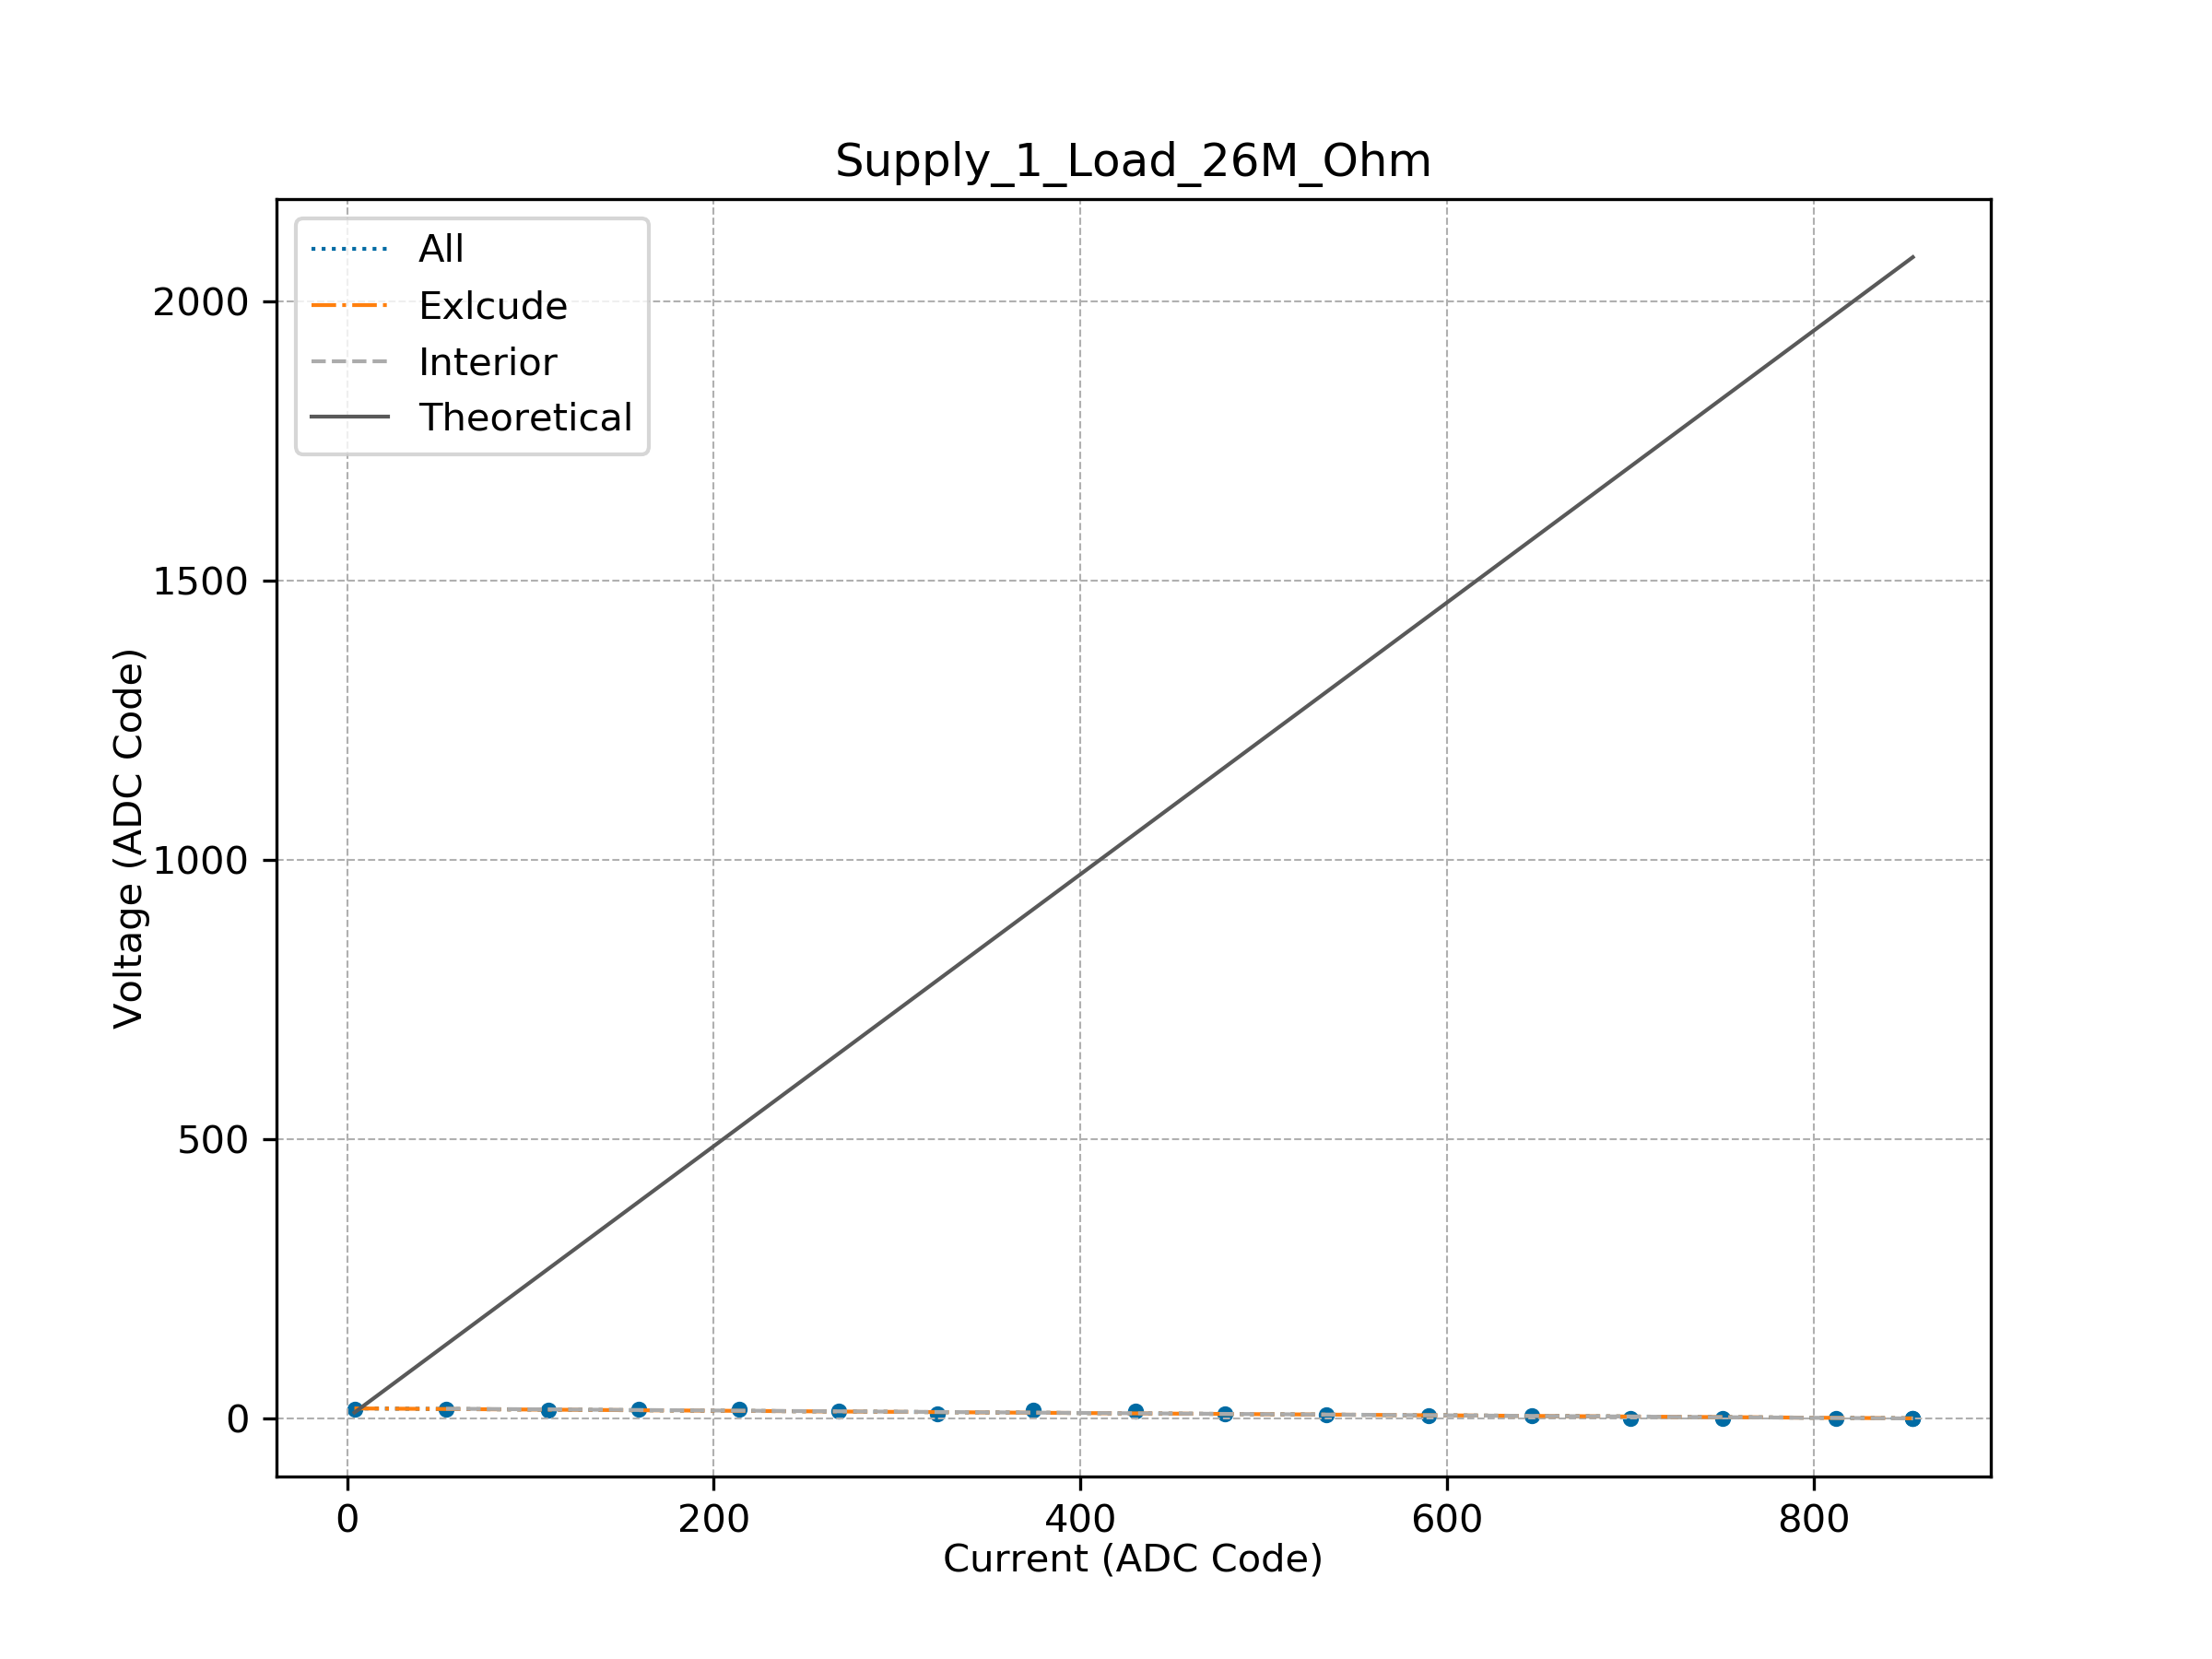 Supply_1_Load_26M_Ohm
All
Exlcude
Interior
Theoretical
2000
1500
1000
500
0
Voltage (ADC Code)
0 200 400 600 800
Current (ADC Code)